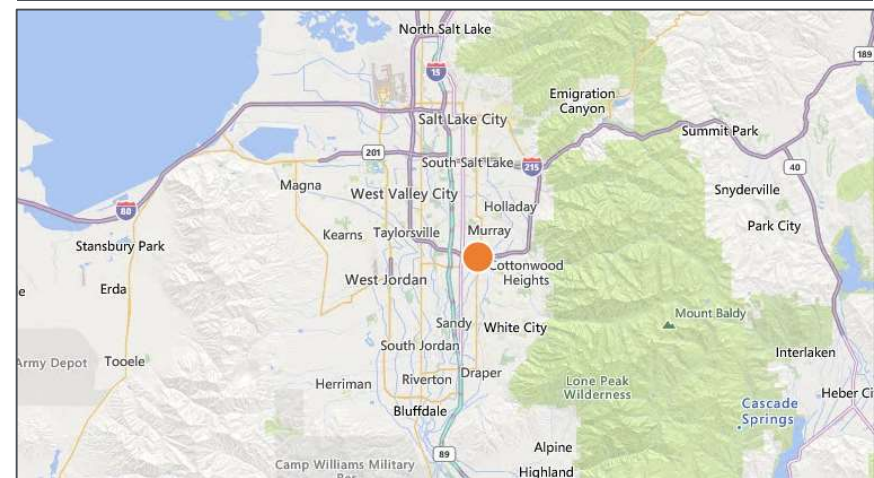 North Salt Lake
189
15
Emigration
Canyon
Salt Lake City
Summit Park
201
South Salt Lake
215
40
Magna
West Valley City
Snyderville
Holladay
80
Kearns
Taylorsville
Murray
Park City
Stansbury Park
Cottonwood
Heights
West Jordan
e
Erda
Mount Baldy
Sandy
White City
South Jordan
Interlaken
Army Depot
Tooele
Herriman
Riverton
Draper
Lone Peak
Wilderness
Heber Ci
Bluffdale
Cascade
Springs
89
Alpine
Camp Williams Military
Res
Highland